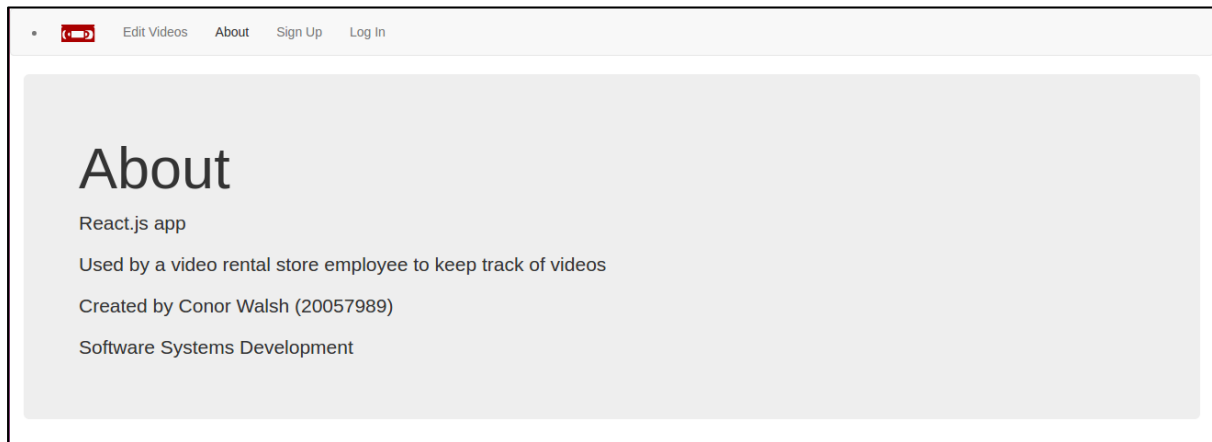 Edit Videos About Sign Up Log In
About
React.js app
Used by a video rental store employee to keep track of videos
Created by Conor Walsh (20057989)
Software Systems Development